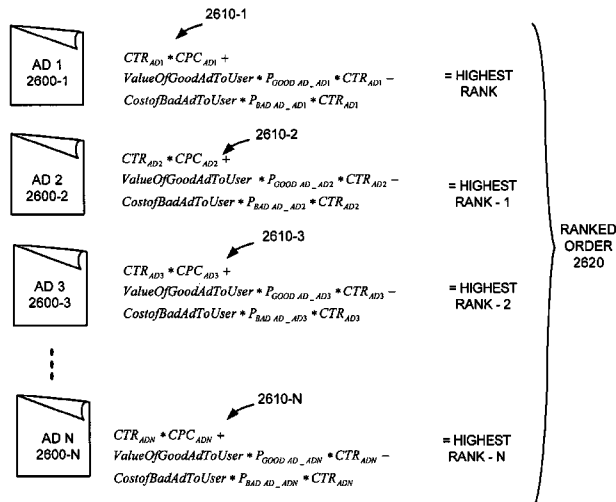 2610-1
AD 1
2600-1
CTR_AD1 * CPC_AD1 +
ValueOfGoodAdToUser * P_GOOD AD_AD1 * CTR_AD1 −
CostofBadAdToUser * P_BAD AD_AD1 * CTR_AD1
= HIGHEST
RANK
2610-2
AD 2
2600-2
CTR_AD2 * CPC_AD2 +
ValueOfGoodAdToUser * P_GOOD AD_AD2 * CTR_AD2 −
CostofBadAdToUser * P_BAD AD_AD2 * CTR_AD2
= HIGHEST
RANK - 1
2610-3
AD 3
2600-3
CTR_AD3 * CPC_AD3 +
ValueOfGoodAdToUser * P_GOOD AD_AD3 * CTR_AD3 −
CostofBadAdToUser * P_BAD AD_AD3 * CTR_AD3
= HIGHEST
RANK - 2
2610-N
AD N
2600-N
CTR_ADN * CPC_ADN +
ValueOfGoodAdToUser * P_GOOD AD_ADN * CTR_ADN −
CostofBadAdToUser * P_BAD AD_ADN * CTR_ADN
= HIGHEST
RANK - N
RANKED
ORDER
2620